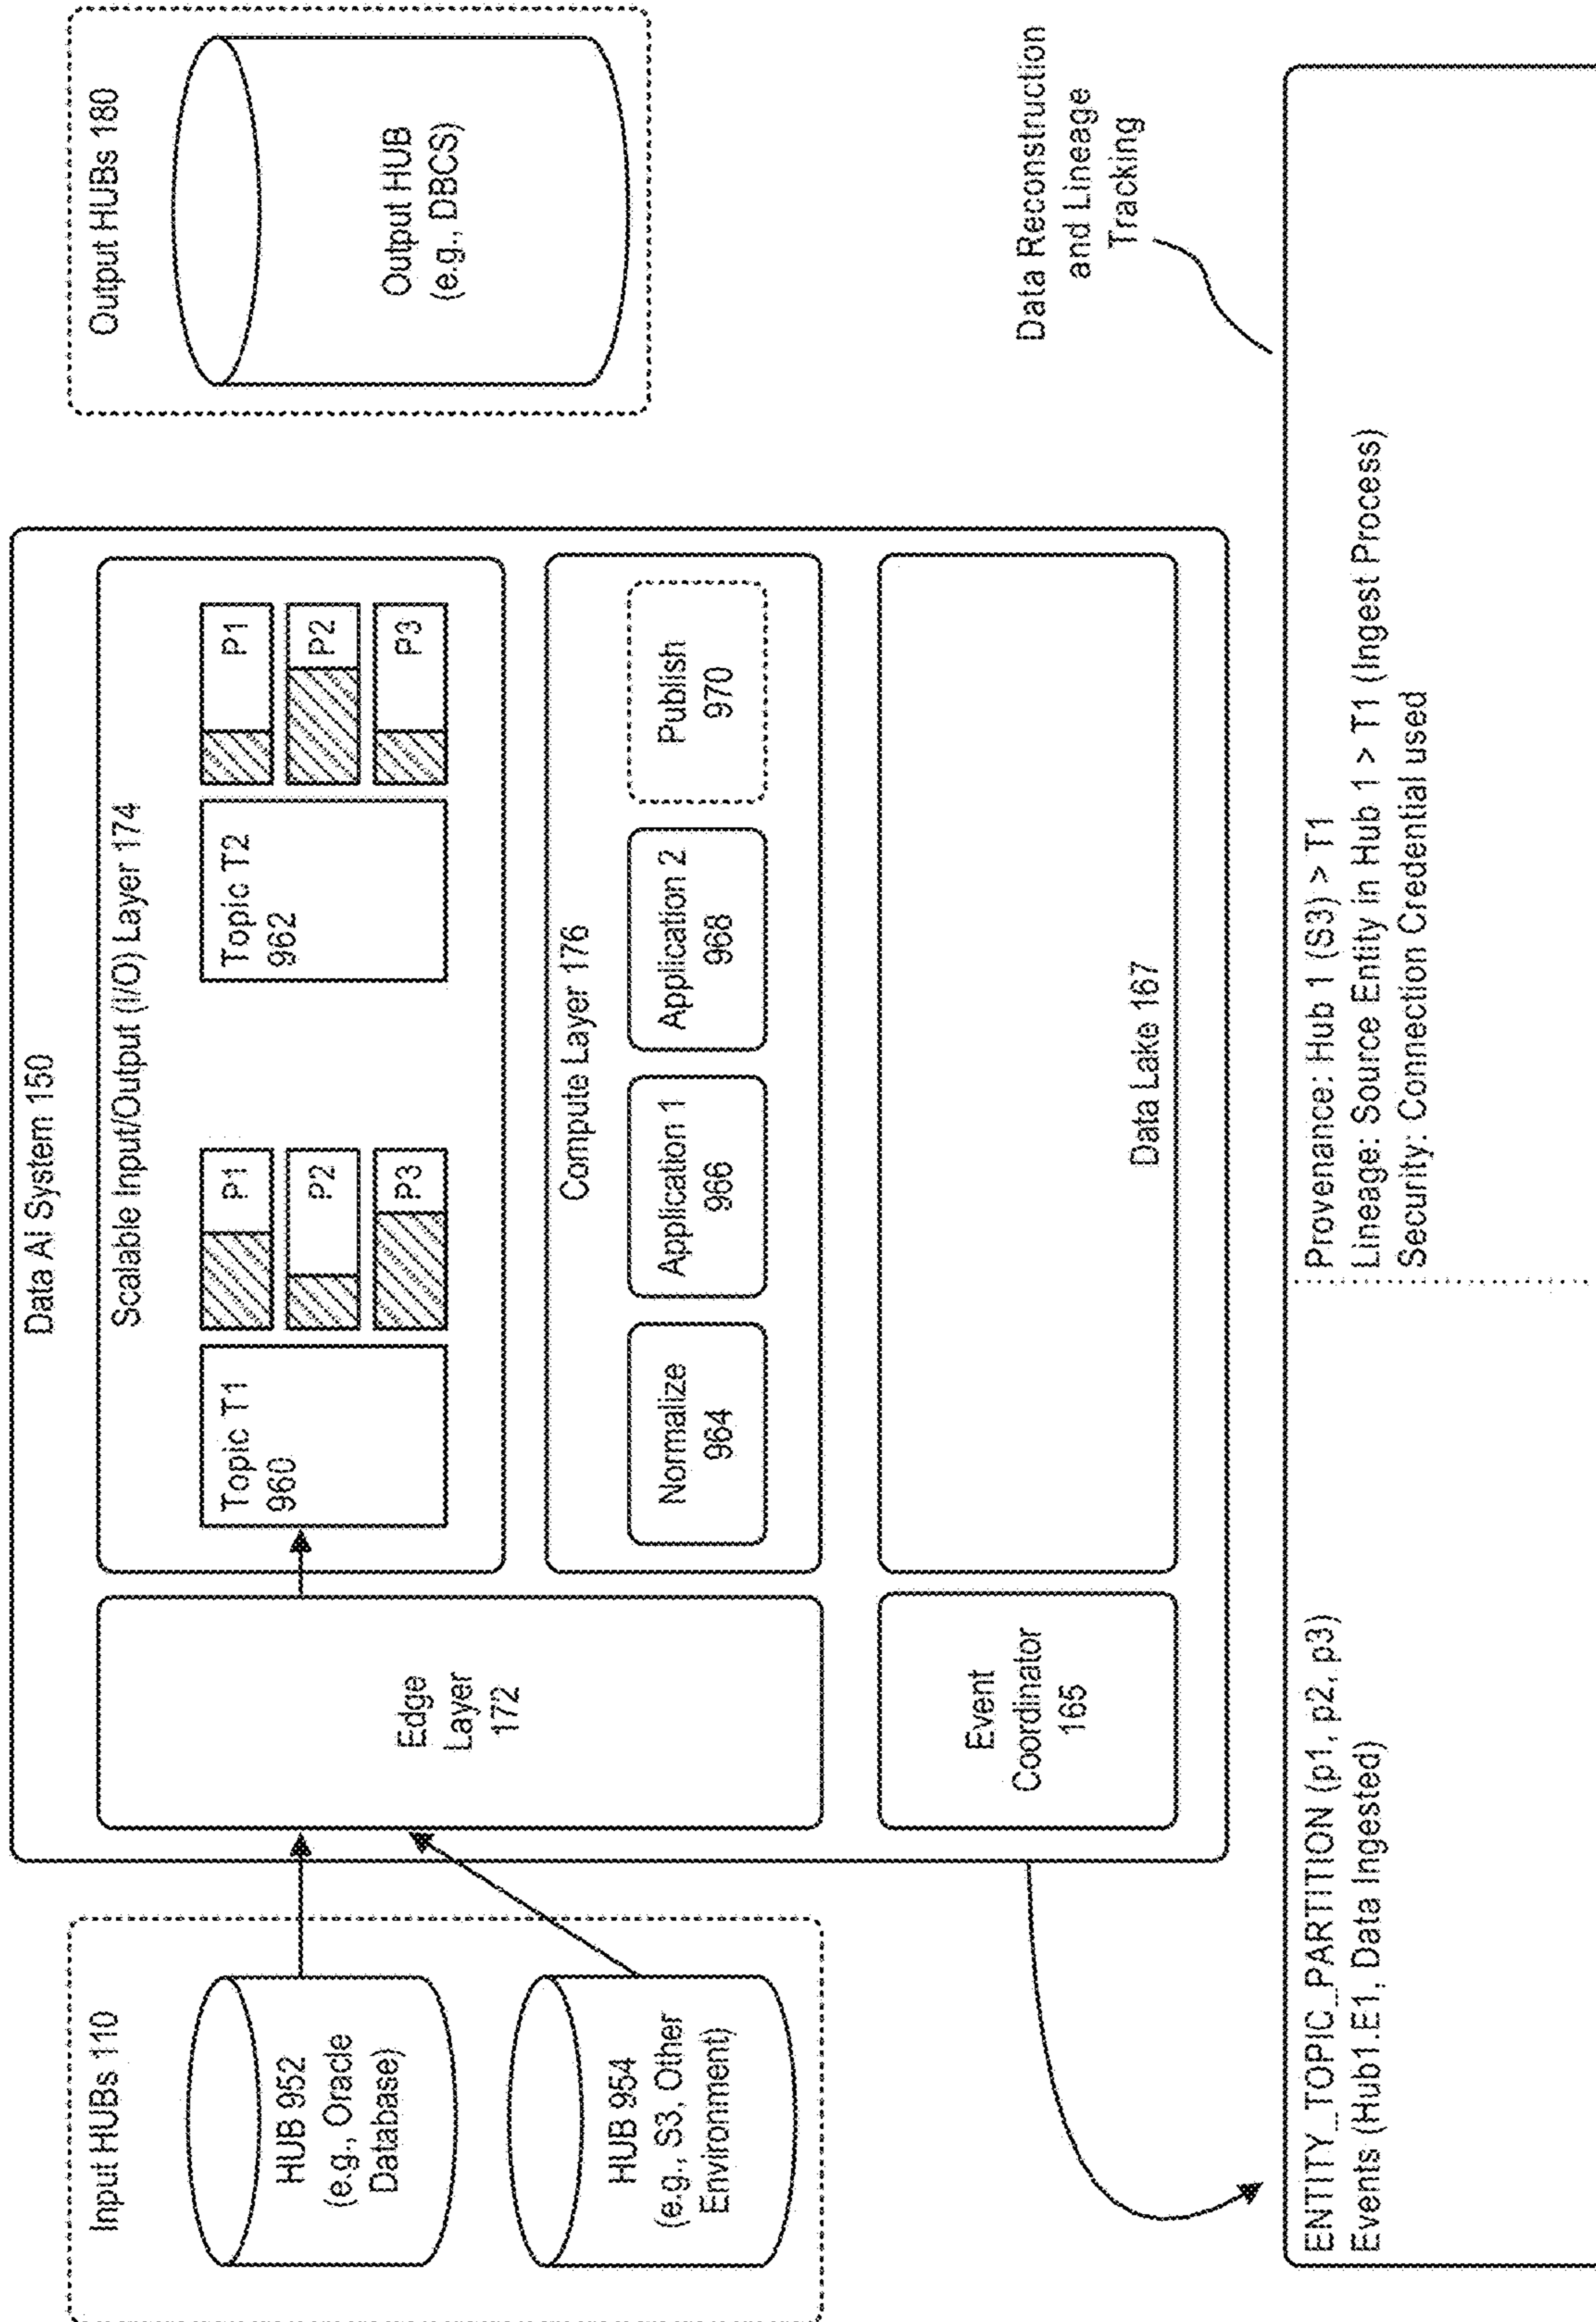 Data AI System 150
Input HUBs 110
HUB 952
(e.g., Oracle
Database)
HUB 954
(e.g., S3, Other
Environment)
Edge
Layer
172
Scalable Input/Output (I/O) Layer 174
Topic T1
960
P1
P2
P3
Topic T2
962
P1
P2
P3
Compute Layer 176
Normalize
964
Application 1
966
Application 2
968
Publish
970
Event
Coordinator
165
Data Lake 167
Output HUBs 180
Output HUB
(e.g., DBCS)
Data Reconstruction
and Lineage
Tracking
ENTITY_TOPIC_PARTITION (p1, p2, p3)
Events (Hub1.E1, Data Ingested)
Provenance: Hub 1 (S3) > T1
Lineage: Source Entity in Hub 1 > T1 (Ingest Process)
Security: Connection Credential used